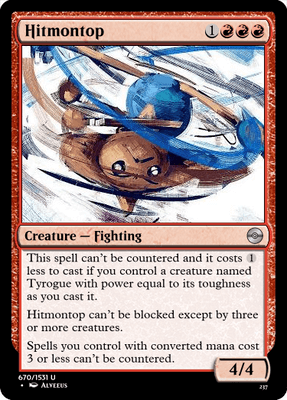 Hitmontop 1
Creature — Fighting
This spell can't be countered and it costs 1
less to cast if you control a creature named
Tyrogue with power equal to its toughness
as you cast it.
Hitmontop can't be blocked except by three
or more creatures.
Spells you control with converted mana cost
3 or less can't be countered.
4/4
670/1531 U
Alveeus
237